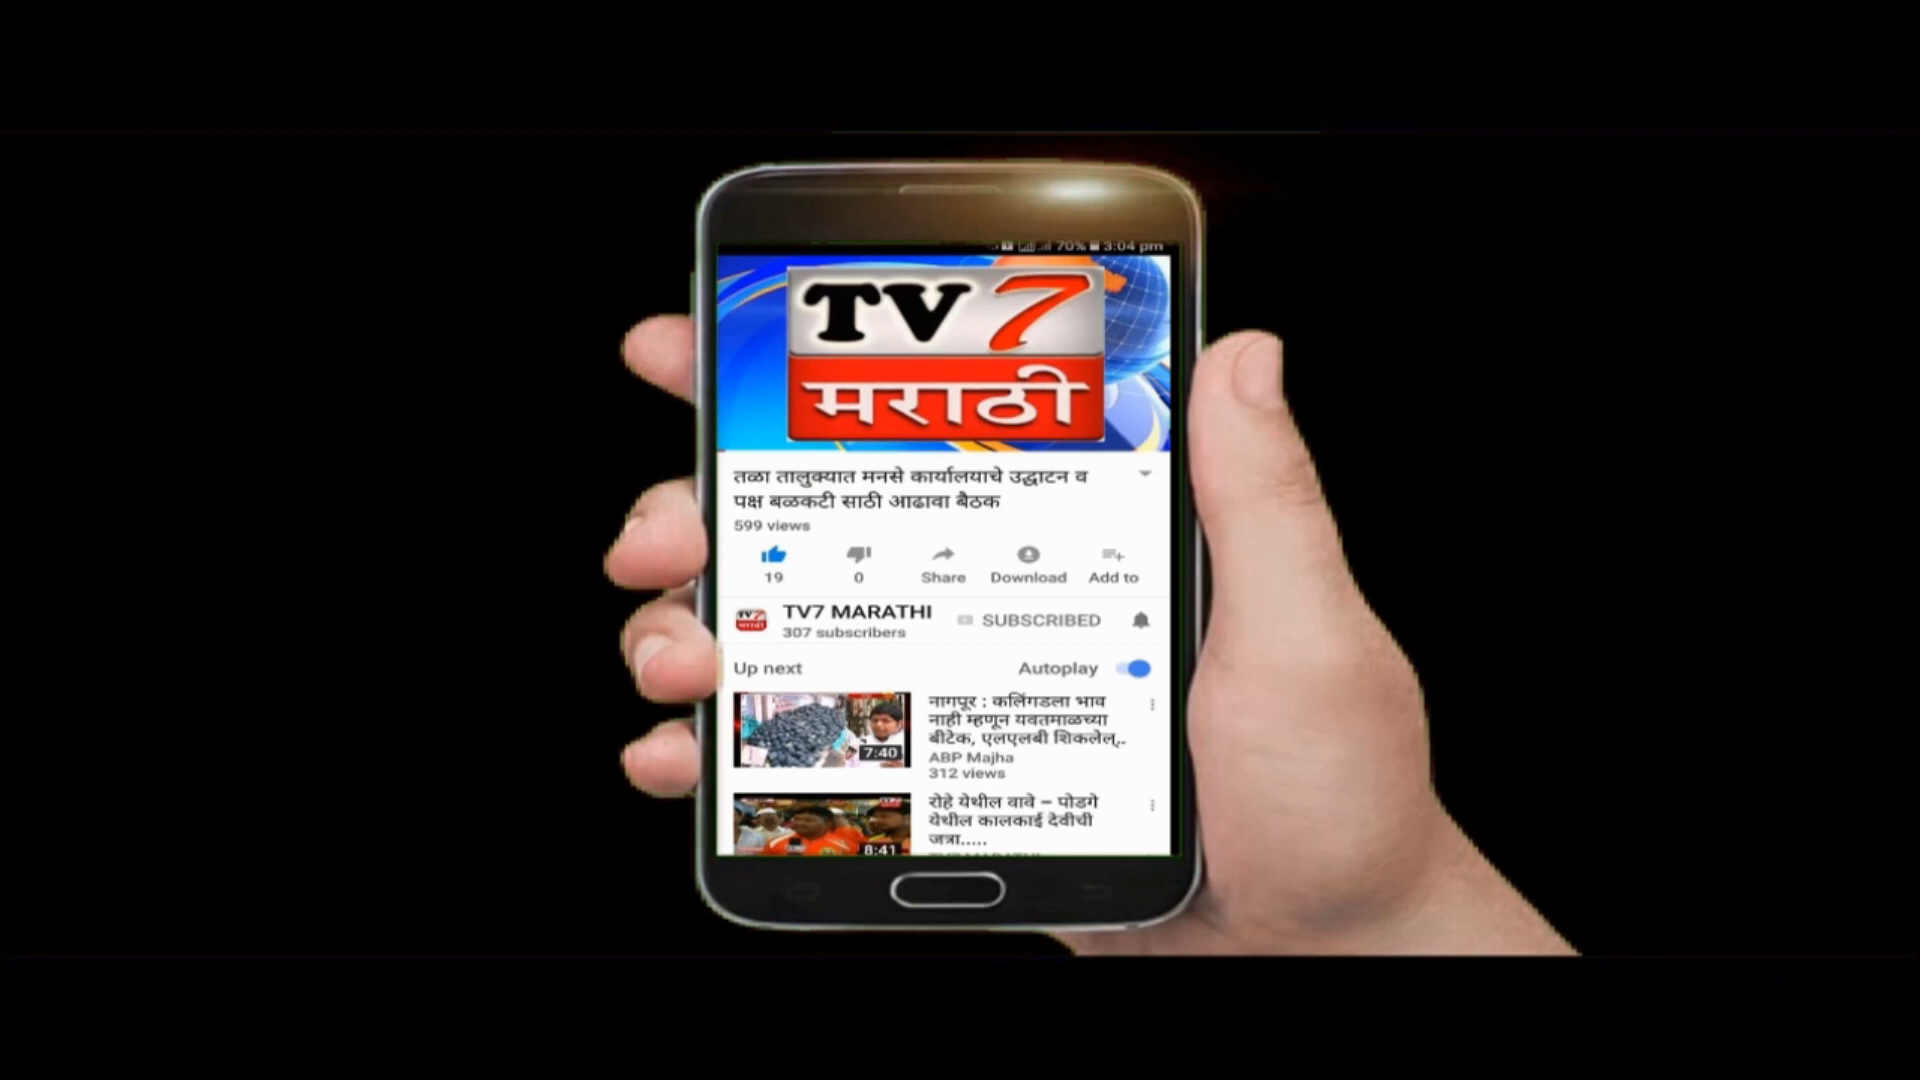 70% 3:04 pm
TV7
मराठी
तळा तालुक्यात मनसे कार्यालयाचे उद्घाटन व
पक्ष बळकटी साठी आढावा बैठक
599 views
19 0 Share Download Add to
TV7 MARATHI
307 subscribers
SUBSCRIBED
Up next Autoplay
7:40
नागपूर : कलिंगडला भाव
नाही म्हणून यवतमाळच्या
बीटेक, एलएलबी शिकलेल्..
ABP Majha
312 views
8:41
रोहे येथील वावे – पोडगे
येथील कालकाई देवीची
जत्रा.....